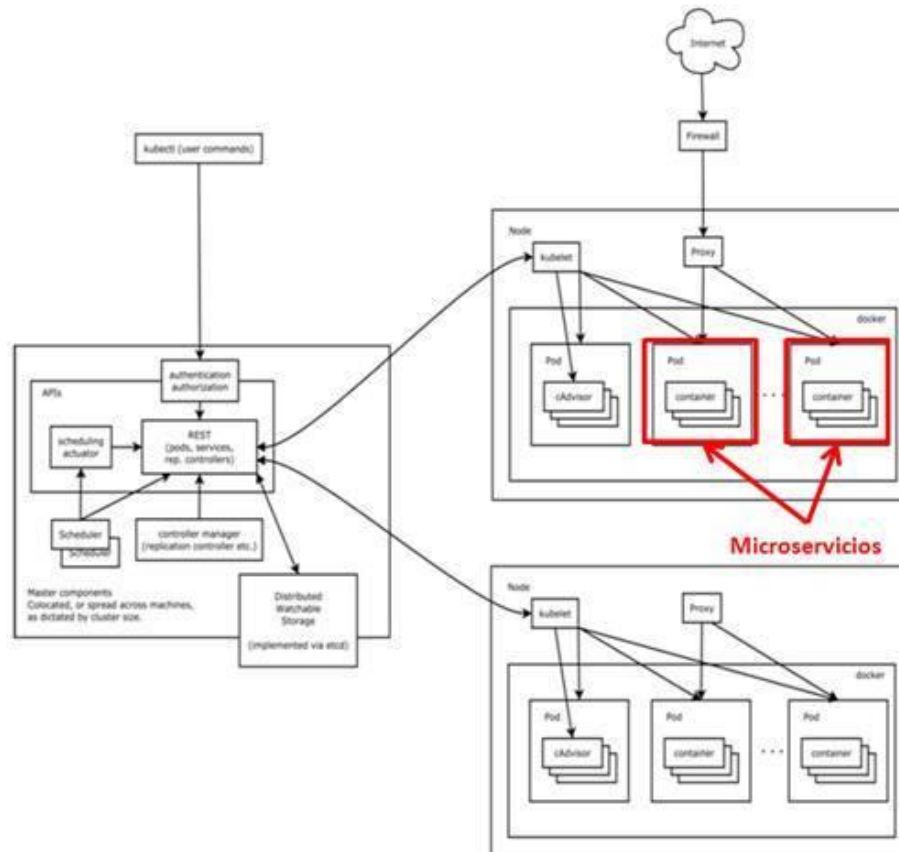 Internet
Firewall
kubectl (user commands)
Node
kubelet
Proxy
docker
Pod
cAdvisor
Pod
container
. . .
Pod
container
Microservicios
authentication
authorization
APIs
scheduling
actuator
REST
(pods, services,
rep. controllers)
Scheduler
Scheduler
controller manager
(replication controller etc.)
Master components
Colocated, or spread across machines,
as dictated by cluster size.
Distributed
Watchable
Storage
(implemented via etcd)
Node
kubelet
Proxy
docker
Pod
cAdvisor
Pod
container
. . .
Pod
container